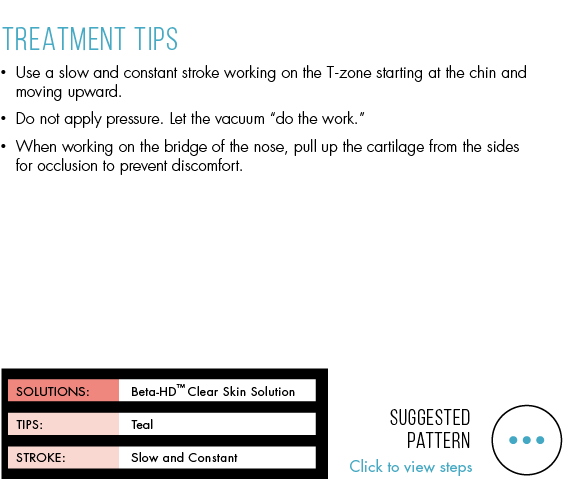 TREATMENT TIPS
• Use a slow and constant stroke working on the T-zone starting at the chin and
moving upward.
• Do not apply pressure. Let the vacuum “do the work.”
• When working on the bridge of the nose, pull up the cartilage from the sides
for occlusion to prevent discomfort.
SOLUTIONS: Beta-HD™ Clear Skin Solution
TIPS: Teal
STROKE: Slow and Constant
SUGGESTED
PATTERN
Click to view steps